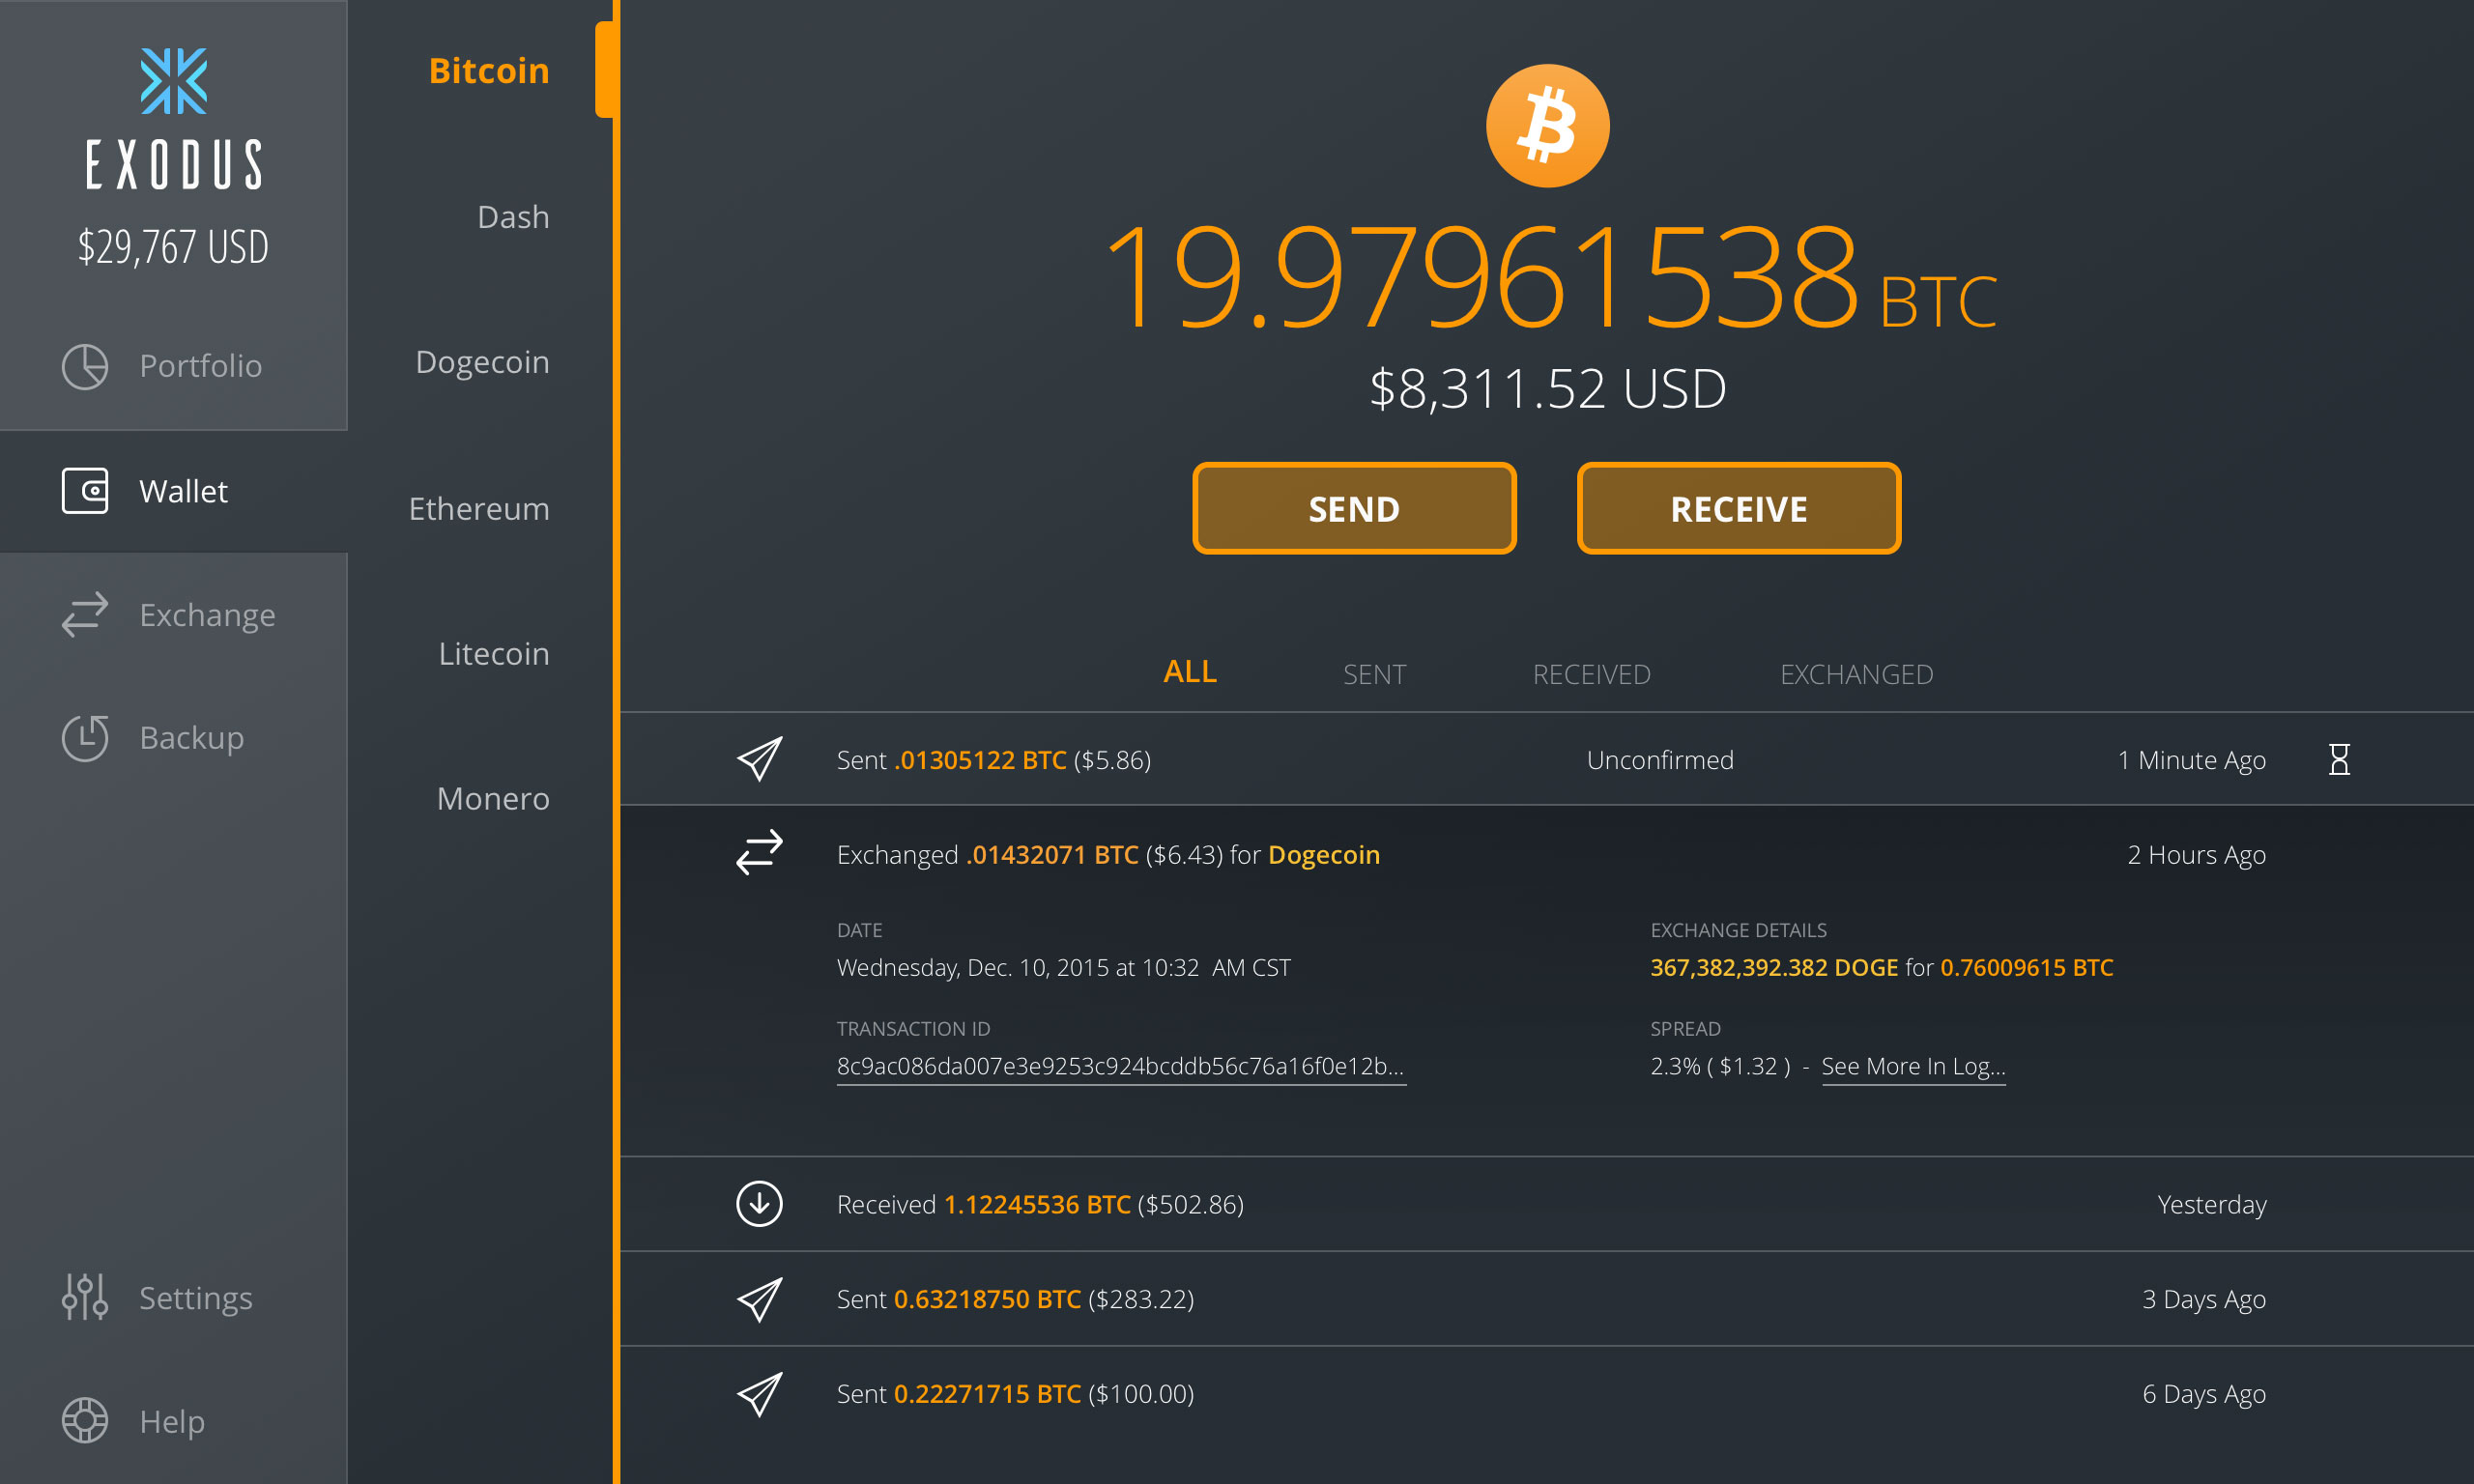 EXODUS
$29,767 USD
Portfolio
Wallet
Exchange
Backup
Settings
Help
Bitcoin
Dash
Dogecoin
Ethereum
Litecoin
Monero
19.97961538 BTC
$8,311.52 USD
SEND RECEIVE
ALL SENT RECEIVED EXCHANGED
Sent .01305122 BTC ($5.86) Unconfirmed 1 Minute Ago
Exchanged .01432071 BTC ($6.43) for Dogecoin 2 Hours Ago
DATE
Wednesday, Dec. 10, 2015 at 10:32 AM CST
EXCHANGE DETAILS
367,382,392.382 DOGE for 0.76009615 BTC
TRANSACTION ID
8c9ac086da007e3e9253c924bcddb56c76a16f0e12b...
SPREAD
2.3% ( $1.32 ) - See More In Log...
Received 1.12245536 BTC ($502.86) Yesterday
Sent 0.63218750 BTC ($283.22) 3 Days Ago
Sent 0.22271715 BTC ($100.00) 6 Days Ago